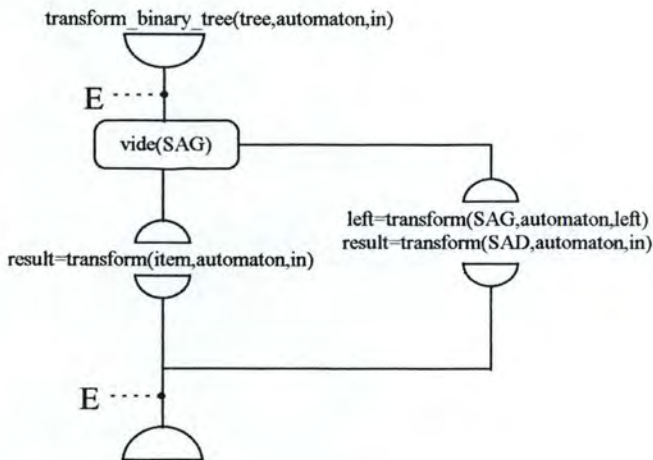 transform_binary_tree(tree,automaton,in)
E
vide(SAG)
left=transform(SAG,automaton,left)
result=transform(SAD,automaton,in)
result=transform(item,automaton,in)
E